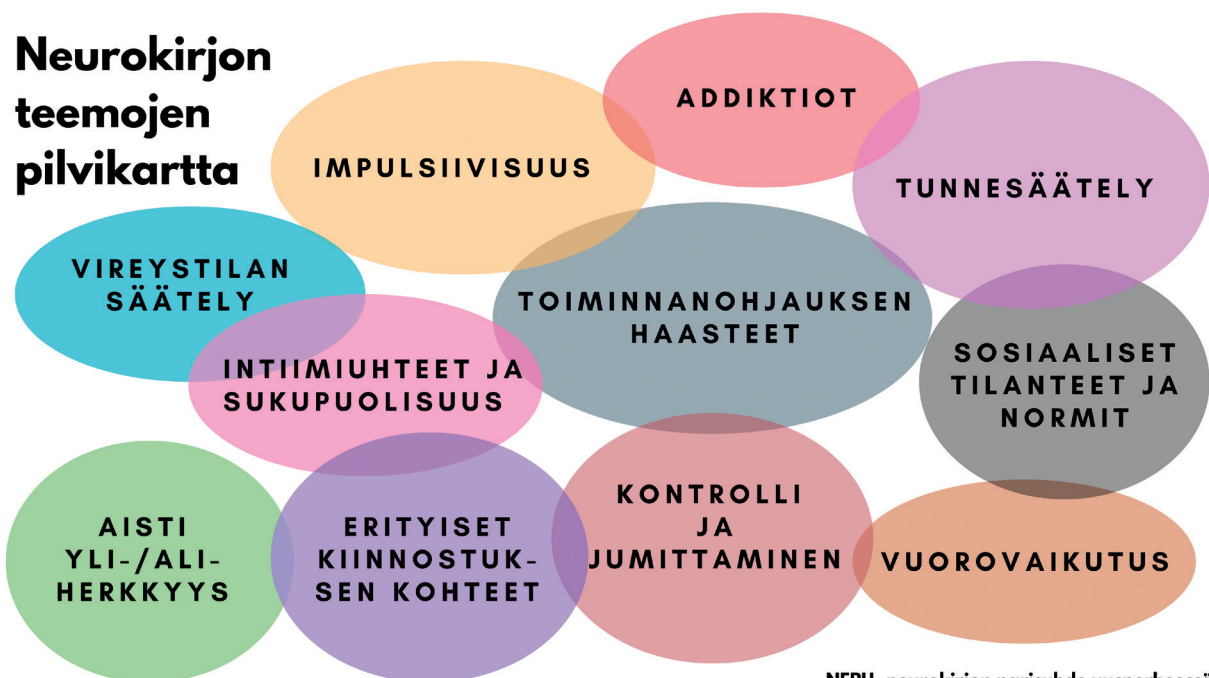 Neurokirjon
teemojen
pilvikartta
ADDIKTIOT
IMPULSIIVISUUS
TUNNESÄÄTELY
VIREYSTILAN
SÄÄTELY
TOIMINNANOHJAUKSEN
HAASTEET
INTIIMIUHTEET JA
SUKUPUOLISUUS
SOSIAALISET
TILANTEET JA
NORMIT
AISTI
YLI-/ALI-
HERKKYYS
ERITYISET
KIINNOSTUK-
SEN KOHTEET
KONTROLLI
JA
JUMITTAMINEN
VUOROVAIKUTUS